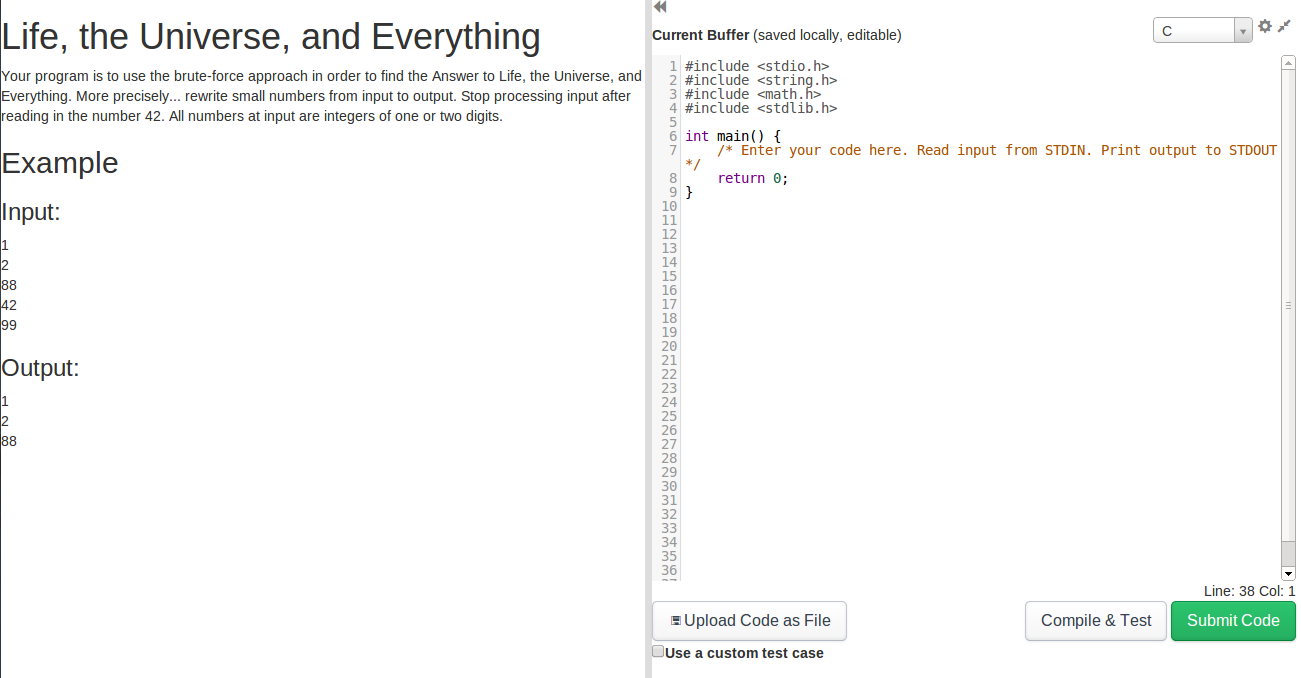 Life, the Universe, and Everything
Your program is to use the brute-force approach in order to find the Answer to Life, the Universe, and
Everything. More precisely... rewrite small numbers from input to output. Stop processing input after
reading in the number 42. All numbers at input are integers of one or two digits.
Example
Input:
1
2
88
42
99
Output:
1
2
88
Current Buffer (saved locally, editable)
C
1 #include <stdio.h>
2 #include <string.h>
3 #include <math.h>
4 #include <stdlib.h>
5
6 int main() {
7     /* Enter your code here. Read input from STDIN. Print output to STDOUT
*/
8     return 0;
9 }
10
11
12
13
14
15
16
17
18
19
20
21
22
23
24
25
26
27
28
29
30
31
32
33
34
35
36
37
Line: 38 Col: 1
Upload Code as File
Compile & Test
Submit Code
Use a custom test case